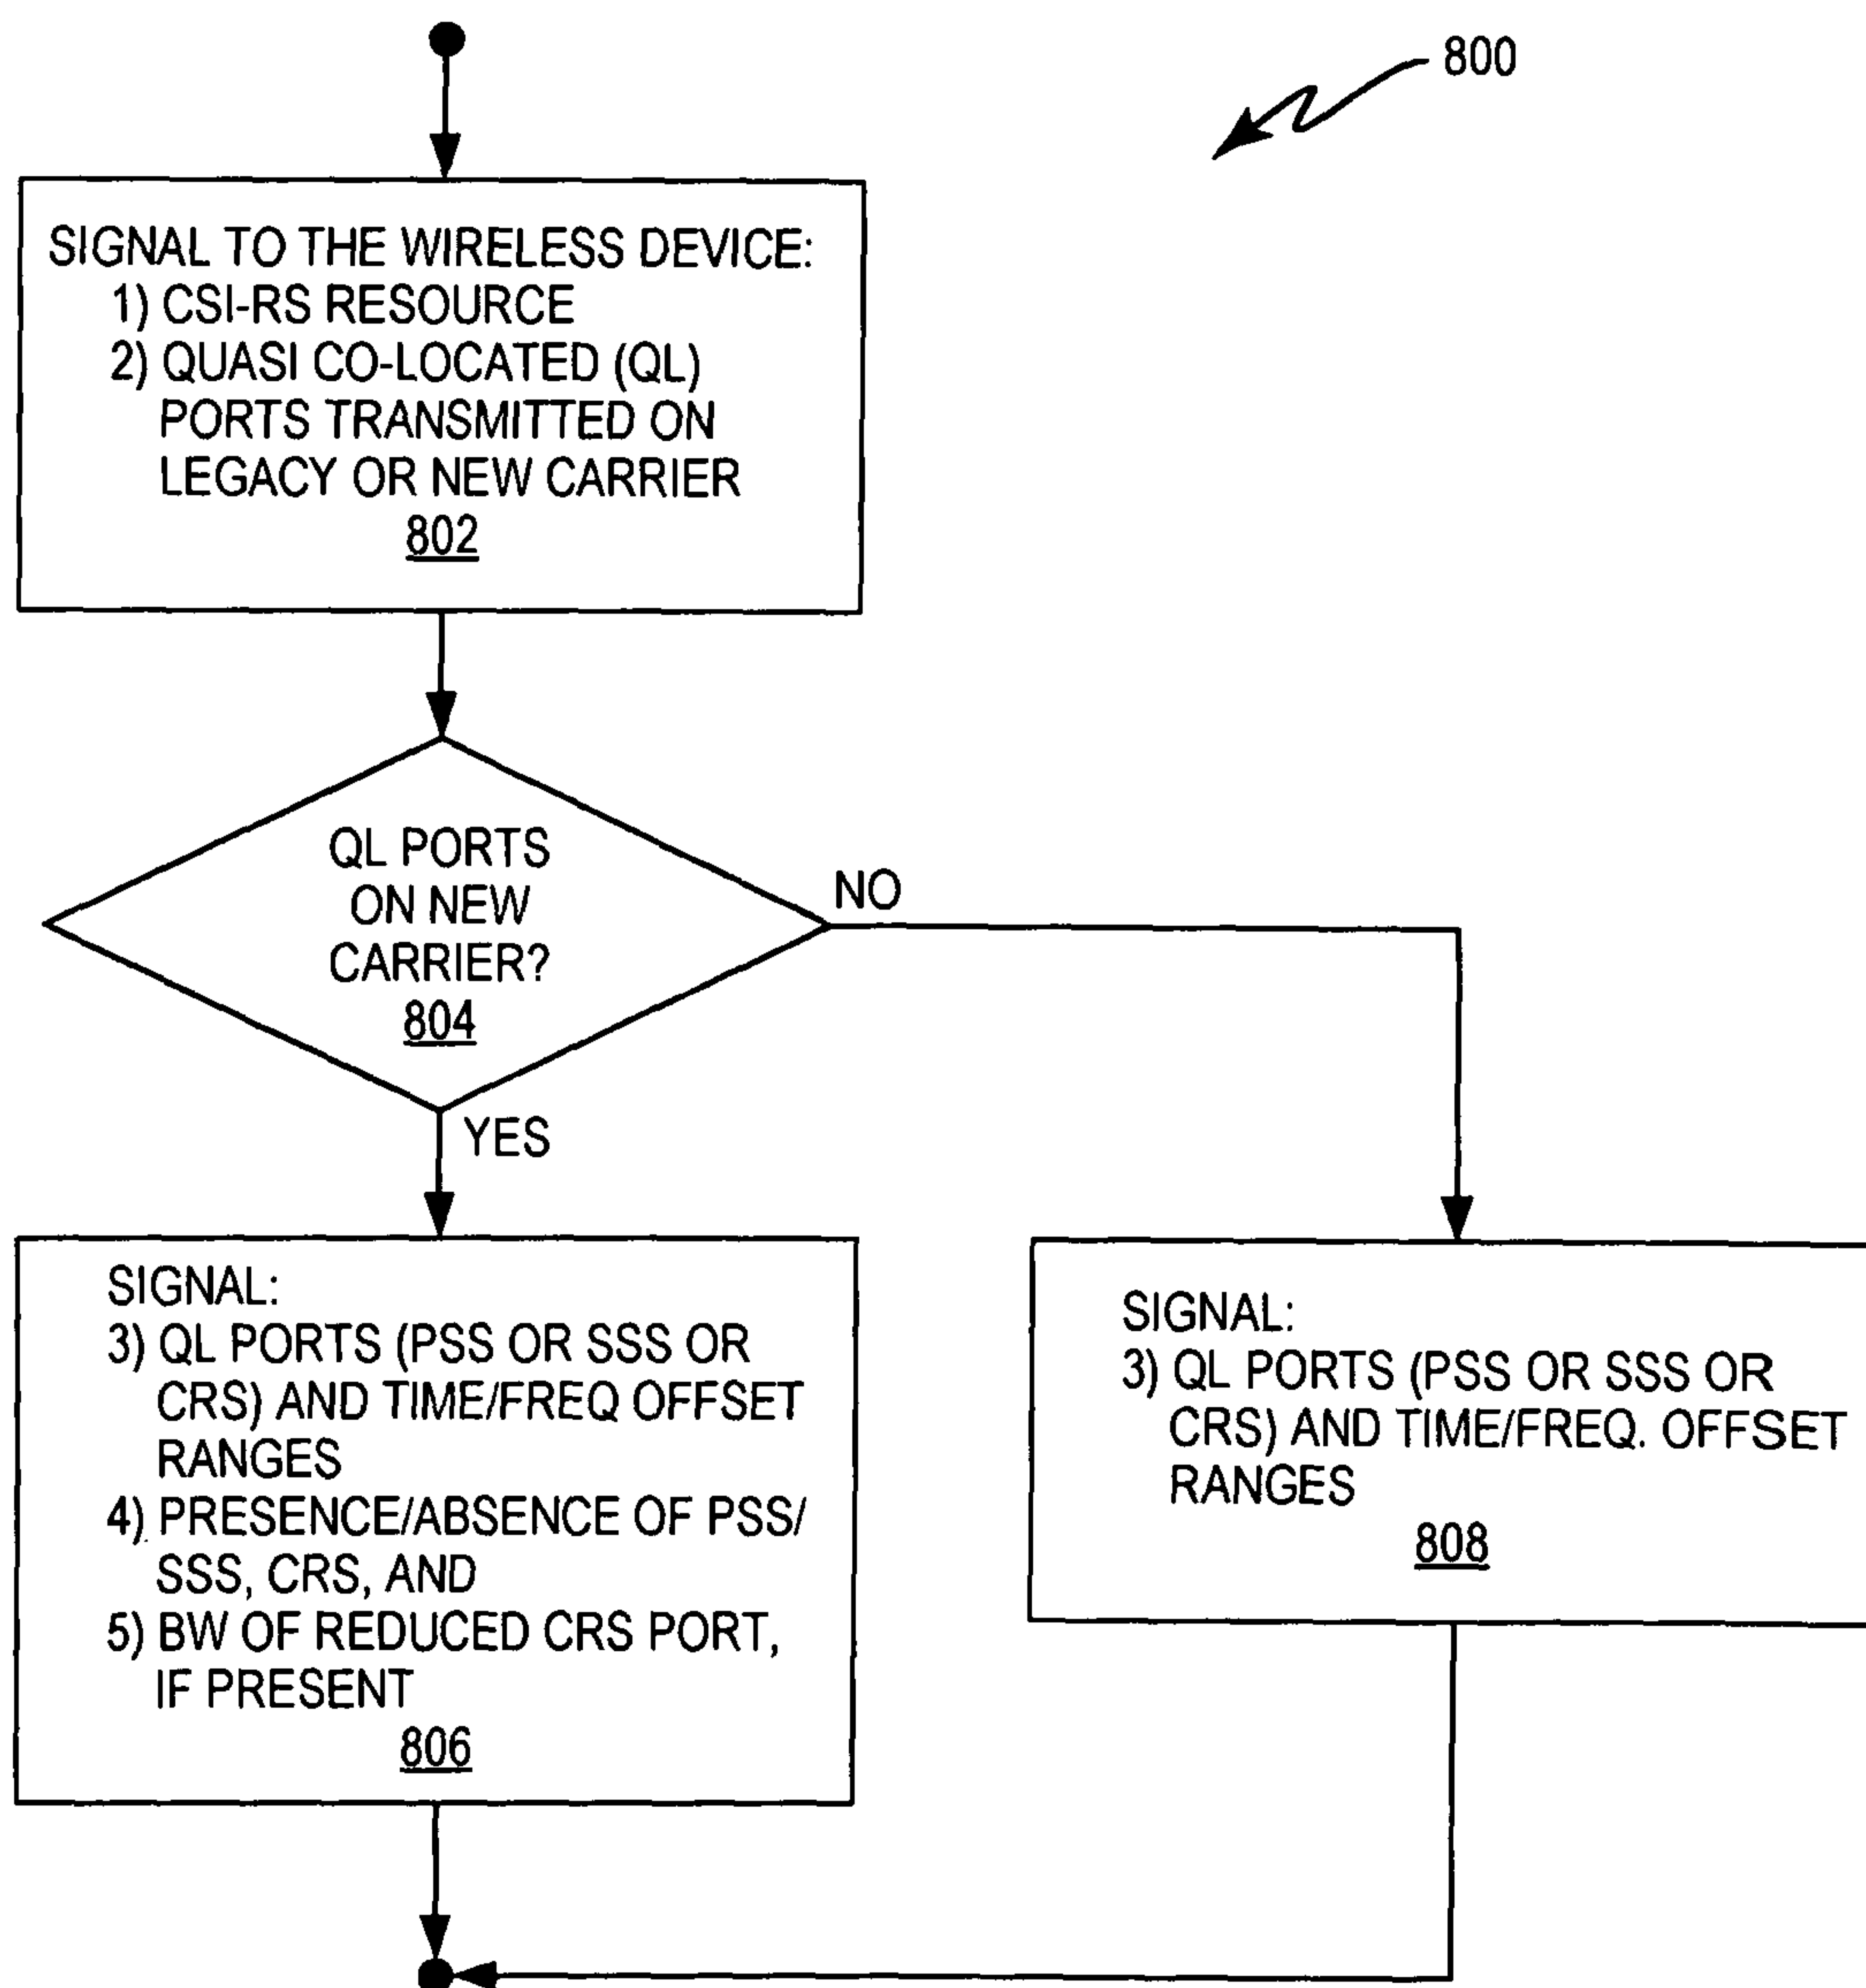 800
SIGNAL TO THE WIRELESS DEVICE:
1) CSI-RS RESOURCE
2) QUASI CO-LOCATED (QL)
PORTS TRANSMITTED ON
LEGACY OR NEW CARRIER
802
QL PORTS
ON NEW
CARRIER?
804
NO
YES
SIGNAL:
3) QL PORTS (PSS OR SSS OR
CRS) AND TIME/FREQ OFFSET
RANGES
4) PRESENCE/ABSENCE OF PSS/
SSS, CRS, AND
5) BW OF REDUCED CRS PORT,
IF PRESENT
806
SIGNAL:
3) QL PORTS (PSS OR SSS OR
CRS) AND TIME/FREQ. OFFSET
RANGES
808